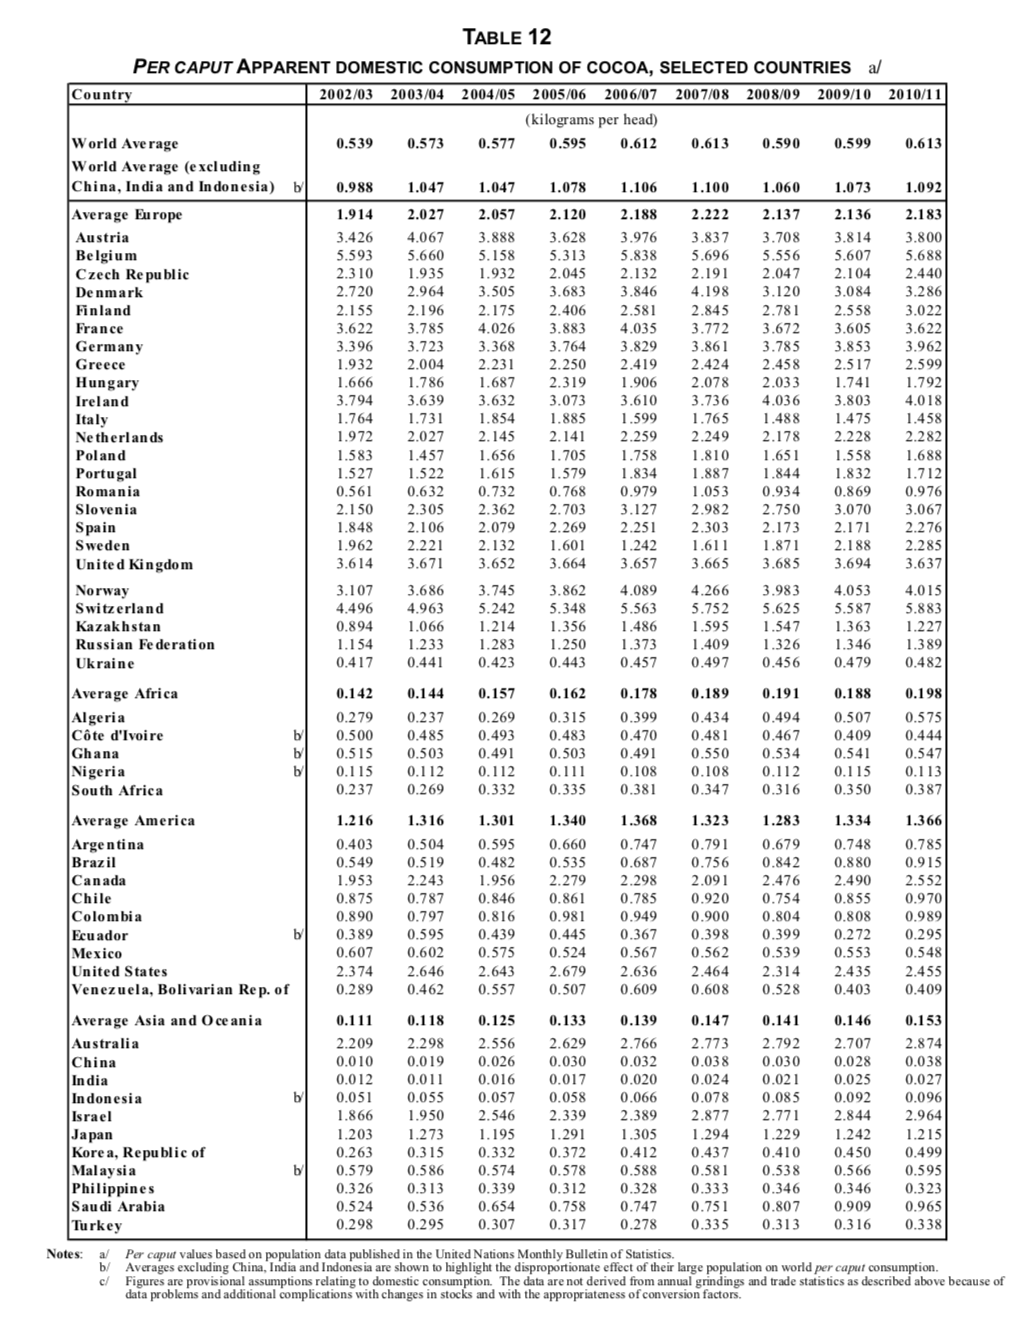 TABLE 12
PER CAPUT APPARENT DOMESTIC CONSUMPTION OF COCOA, SELECTED COUNTRIES a/
Country 2002/03 2003/04 2004/05 2005/06 2006/07 2007/08 2008/09 2009/10 2010/11
(kilograms per head)
World Average 0.539 0.573 0.577 0.595 0.612 0.613 0.590 0.599 0.613
World Average (excluding
China, India and Indonesia) b/ 0.988 1.047 1.047 1.078 1.106 1.100 1.060 1.073 1.092
Average Europe 1.914 2.027 2.057 2.120 2.188 2.222 2.137 2.136 2.183
Austria 3.426 4.067 3.888 3.628 3.976 3.837 3.708 3.814 3.800
Belgium 5.593 5.660 5.158 5.313 5.838 5.696 5.556 5.607 5.688
Czech Republic 2.310 1.935 1.932 2.045 2.132 2.191 2.047 2.104 2.440
Denmark 2.720 2.964 3.505 3.683 3.846 4.198 3.120 3.084 3.286
Finland 2.155 2.196 2.175 2.406 2.581 2.845 2.781 2.558 3.022
France 3.622 3.785 4.026 3.883 4.035 3.772 3.672 3.605 3.622
Germany 3.396 3.723 3.368 3.764 3.829 3.861 3.785 3.853 3.962
Greece 1.932 2.004 2.231 2.250 2.419 2.424 2.458 2.517 2.599
Hungary 1.666 1.786 1.687 2.319 1.906 2.078 2.033 1.741 1.792
Ireland 3.794 3.639 3.632 3.073 3.610 3.736 4.036 3.803 4.018
Italy 1.764 1.731 1.854 1.885 1.599 1.765 1.488 1.475 1.458
Netherlands 1.972 2.027 2.145 2.141 2.259 2.249 2.178 2.228 2.282
Poland 1.583 1.457 1.656 1.705 1.758 1.810 1.651 1.558 1.688
Portugal 1.527 1.522 1.615 1.579 1.834 1.887 1.844 1.832 1.712
Romania 0.561 0.632 0.732 0.768 0.979 1.053 0.934 0.869 0.976
Slovenia 2.150 2.305 2.362 2.703 3.127 2.982 2.750 3.070 3.067
Spain 1.848 2.106 2.079 2.269 2.251 2.303 2.173 2.171 2.276
Sweden 1.962 2.221 2.132 1.601 1.242 1.611 1.871 2.188 2.285
United Kingdom 3.614 3.671 3.652 3.664 3.657 3.665 3.685 3.694 3.637
Norway 3.107 3.686 3.745 3.862 4.089 4.266 3.983 4.053 4.015
Switzerland 4.496 4.963 5.242 5.348 5.563 5.752 5.625 5.587 5.883
Kazakhstan 0.894 1.066 1.214 1.356 1.486 1.595 1.547 1.363 1.227
Russian Federation 1.154 1.233 1.283 1.250 1.373 1.409 1.326 1.346 1.389
Ukraine 0.417 0.441 0.423 0.443 0.457 0.497 0.456 0.479 0.482
Average Africa 0.142 0.144 0.157 0.162 0.178 0.189 0.191 0.188 0.198
Algeria 0.279 0.237 0.269 0.315 0.399 0.434 0.494 0.507 0.575
Côte d'Ivoire b/ 0.500 0.485 0.493 0.483 0.470 0.481 0.467 0.409 0.444
Ghana b/ 0.515 0.503 0.491 0.503 0.491 0.550 0.534 0.541 0.547
Nigeria b/ 0.115 0.112 0.112 0.111 0.108 0.108 0.112 0.115 0.113
South Africa 0.237 0.269 0.332 0.335 0.381 0.347 0.316 0.350 0.387
Average America 1.216 1.316 1.301 1.340 1.368 1.323 1.283 1.334 1.366
Argentina 0.403 0.504 0.595 0.660 0.747 0.791 0.679 0.748 0.785
Brazil 0.549 0.519 0.482 0.535 0.687 0.756 0.842 0.880 0.915
Canada 1.953 2.243 1.956 2.279 2.298 2.091 2.476 2.490 2.552
Chile 0.875 0.787 0.846 0.861 0.785 0.920 0.754 0.855 0.970
Colombia 0.890 0.797 0.816 0.981 0.949 0.900 0.804 0.808 0.989
Ecuador b/ 0.389 0.595 0.439 0.445 0.367 0.398 0.399 0.272 0.295
Mexico 0.607 0.602 0.575 0.524 0.567 0.562 0.539 0.553 0.548
United States 2.374 2.646 2.643 2.679 2.636 2.464 2.314 2.435 2.455
Venezuela, Bolivarian Rep. of 0.289 0.462 0.557 0.507 0.609 0.608 0.528 0.403 0.409
Average Asia and Oceania 0.111 0.118 0.125 0.133 0.139 0.147 0.141 0.146 0.153
Australia 2.209 2.298 2.556 2.629 2.766 2.773 2.792 2.707 2.874
China 0.010 0.019 0.026 0.030 0.032 0.038 0.030 0.028 0.038
India 0.012 0.011 0.016 0.017 0.020 0.024 0.021 0.025 0.027
Indonesia b/ 0.051 0.055 0.057 0.058 0.066 0.078 0.085 0.092 0.096
Israel 1.866 1.950 2.546 2.339 2.389 2.877 2.771 2.844 2.964
Japan 1.203 1.273 1.195 1.291 1.305 1.294 1.229 1.242 1.215
Korea, Republic of 0.263 0.315 0.332 0.372 0.412 0.437 0.410 0.450 0.499
Malaysia b/ 0.579 0.586 0.574 0.578 0.588 0.581 0.538 0.566 0.595
Philippines 0.326 0.313 0.339 0.312 0.328 0.333 0.346 0.346 0.323
Saudi Arabia 0.524 0.536 0.654 0.758 0.747 0.751 0.807 0.909 0.965
Turkey 0.298 0.295 0.307 0.317 0.278 0.335 0.313 0.316 0.338
Notes: a/ Per caput values based on population data published in the United Nations Monthly Bulletin of Statistics.
b/ Averages excluding China, India and Indonesia are shown to highlight the disproportionate effect of their large population on world per caput consumption.
c/ Figures are provisional assumptions relating to domestic consumption. The data are not derived from annual grindings and trade statistics as described above because of
data problems and additional complications with changes in stocks and with the appropriateness of conversion factors.